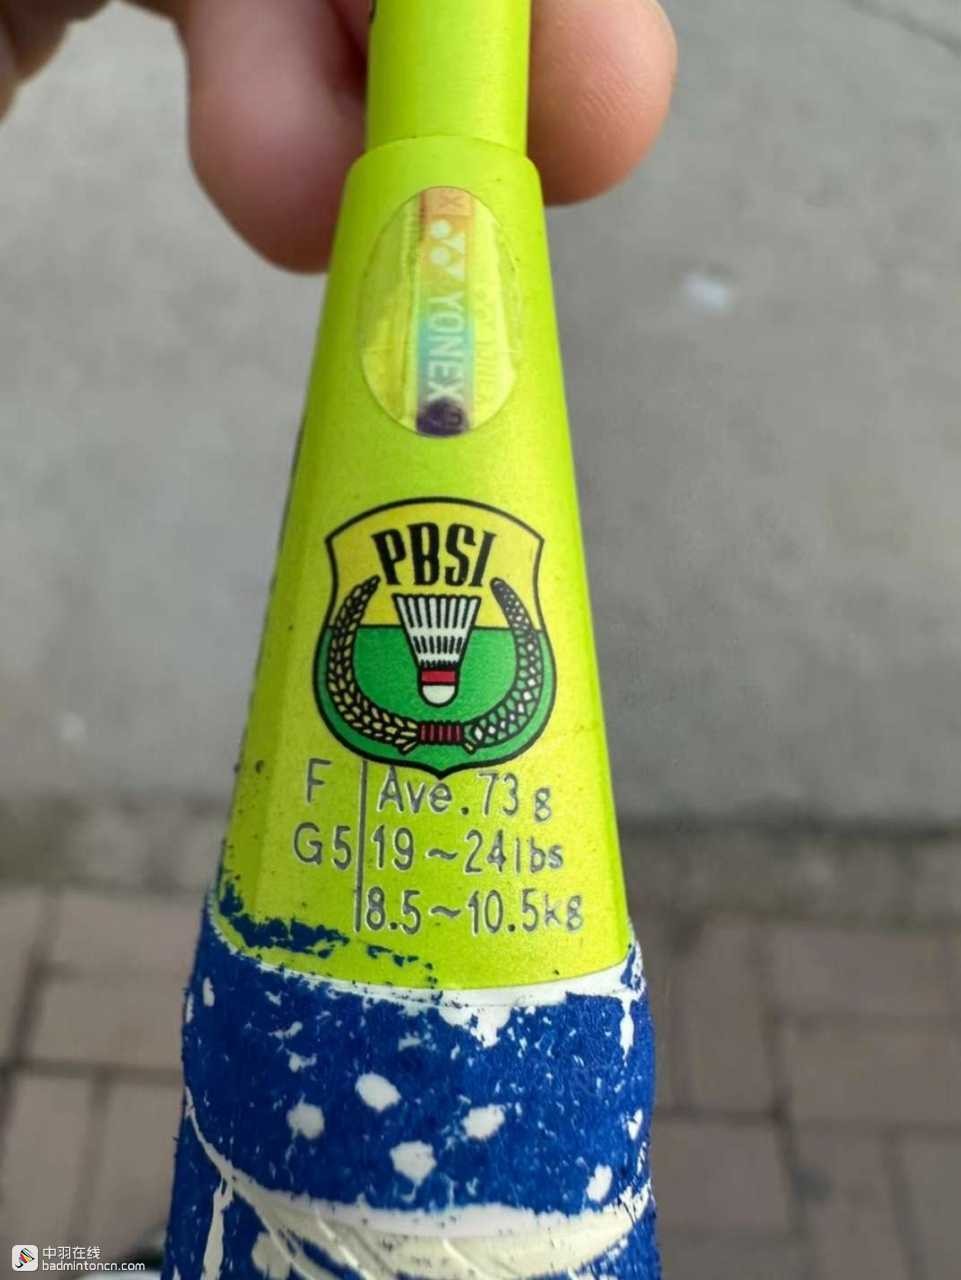 YONEX
PBSI
F Ave. 73g
G5 19~24lbs
8.5~10.5kg
中羽在线
badmintoncn.com